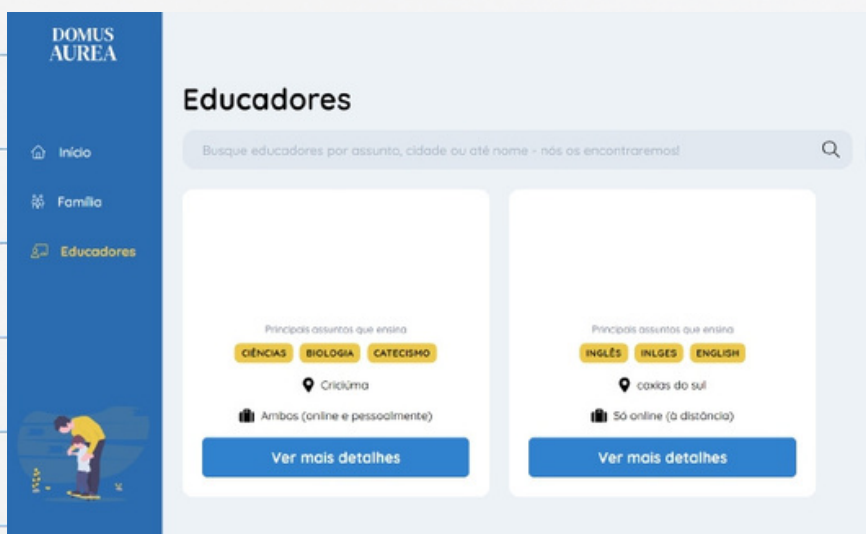 DOMUS
AUREA
Início
Família
Educadores
Educadores
Busque educadores por assunto, cidade ou até nome - nós os encontraremos!
Principais assuntos que ensina
CIÊNCIAS BIOLOGIA CATECISMO
Criciúma
Ambos (online e pessoalmente)
Ver mais detalhes
Principais assuntos que ensina
INGLÊS INLGES ENGLISH
caxias do sul
Só online (à distância)
Ver mais detalhes